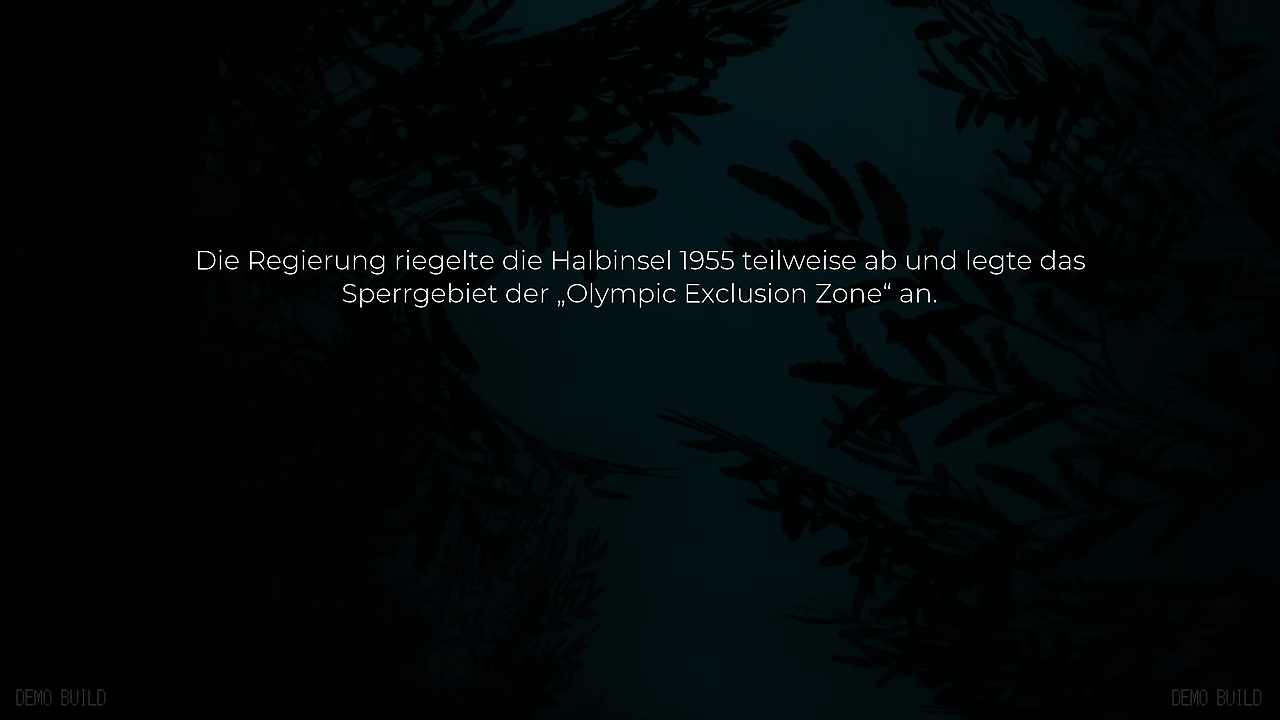 Die Regierung riegelte die Halbinsel 1955 teilweise ab und legte das
Sperrgebiet der „Olympic Exclusion Zone“ an.
DEMO BUILD
DEMO BUILD